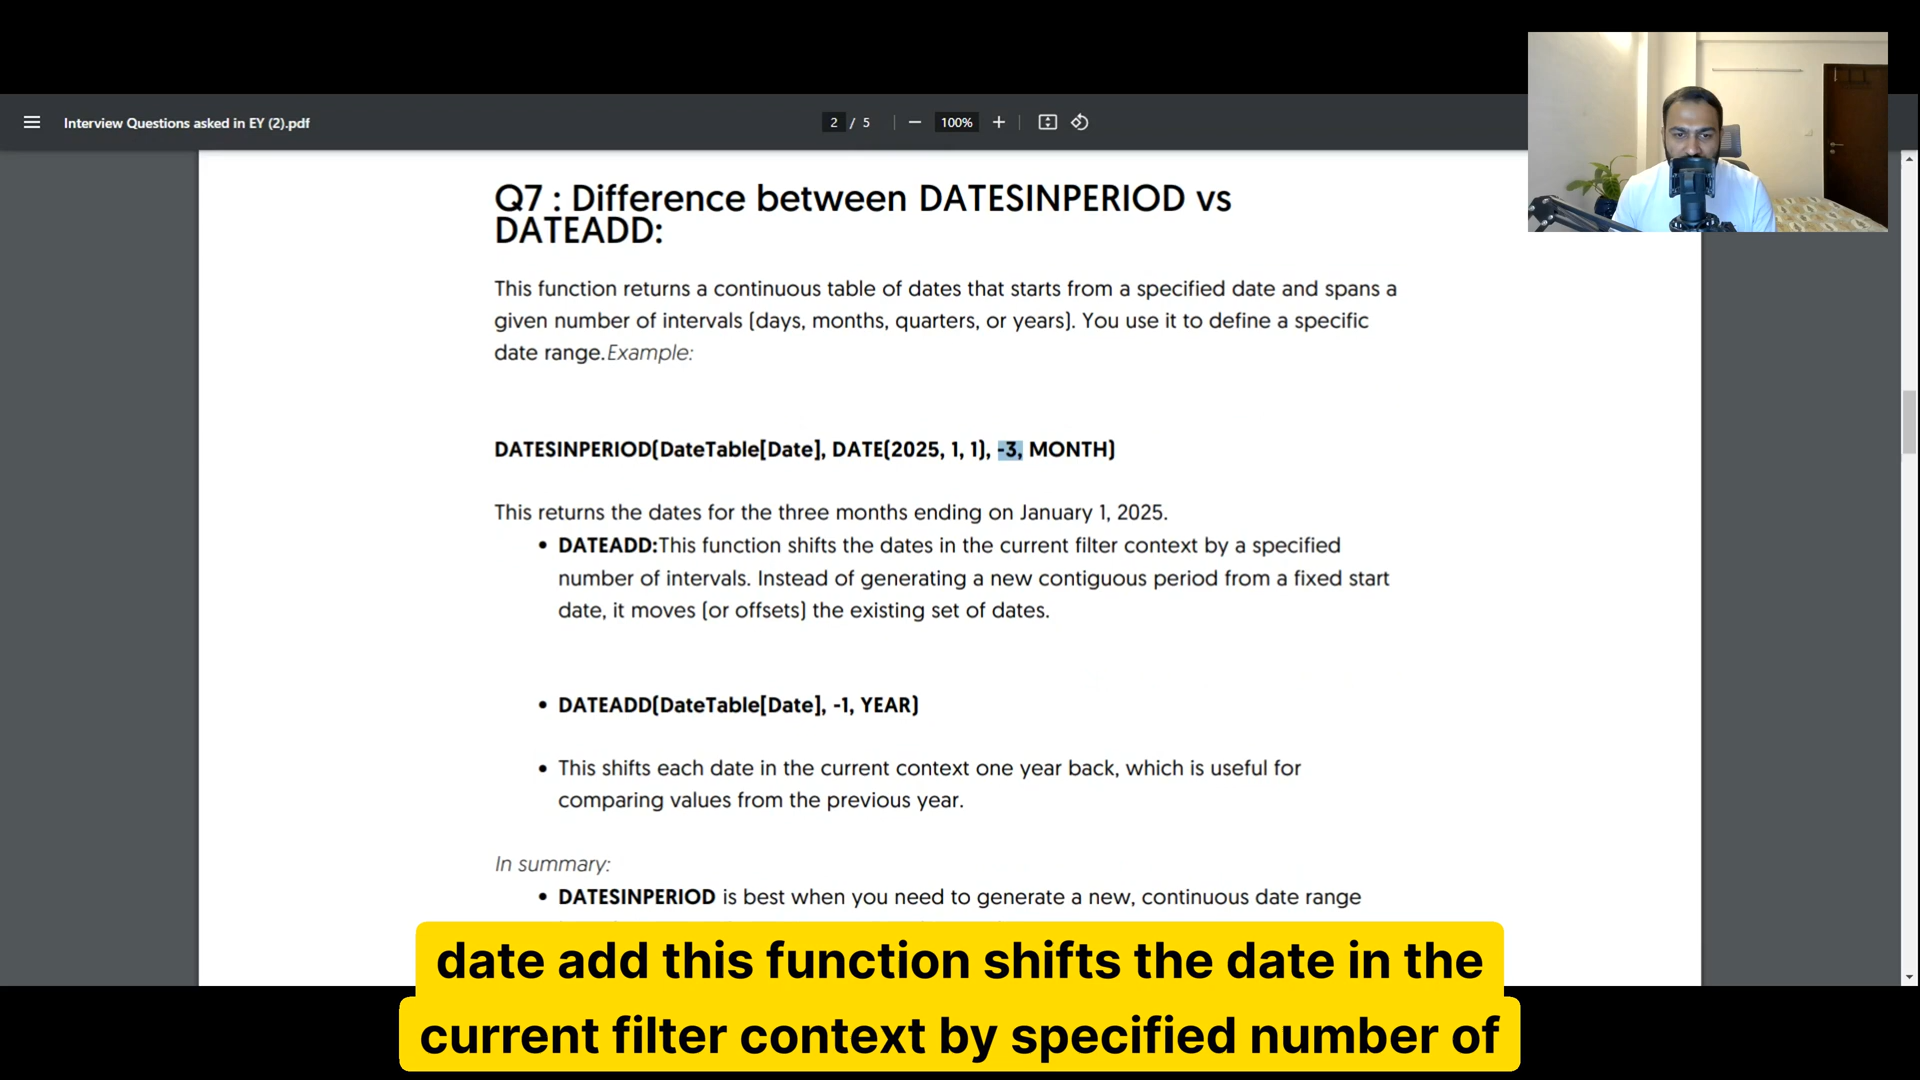 Interview Questions asked in EY (2).pdf
2 / 5
100%
Q7 : Difference between DATESINPERIOD vs
DATEADD:
This function returns a continuous table of dates that starts from a specified date and spans a
given number of intervals (days, months, quarters, or years). You use it to define a specific
date range.Example:
DATESINPERIOD(DateTable[Date], DATE(2025, 1, 1), -3, MONTH)
This returns the dates for the three months ending on January 1, 2025.
• DATEADD:This function shifts the dates in the current filter context by a specified
number of intervals. Instead of generating a new contiguous period from a fixed start
date, it moves (or offsets) the existing set of dates.
• DATEADD(DateTable[Date], -1, YEAR)
• This shifts each date in the current context one year back, which is useful for
comparing values from the previous year.
In summary:
• DATESINPERIOD is best when you need to generate a new, continuous date range
date add this function shifts the date in the
current filter context by specified number of